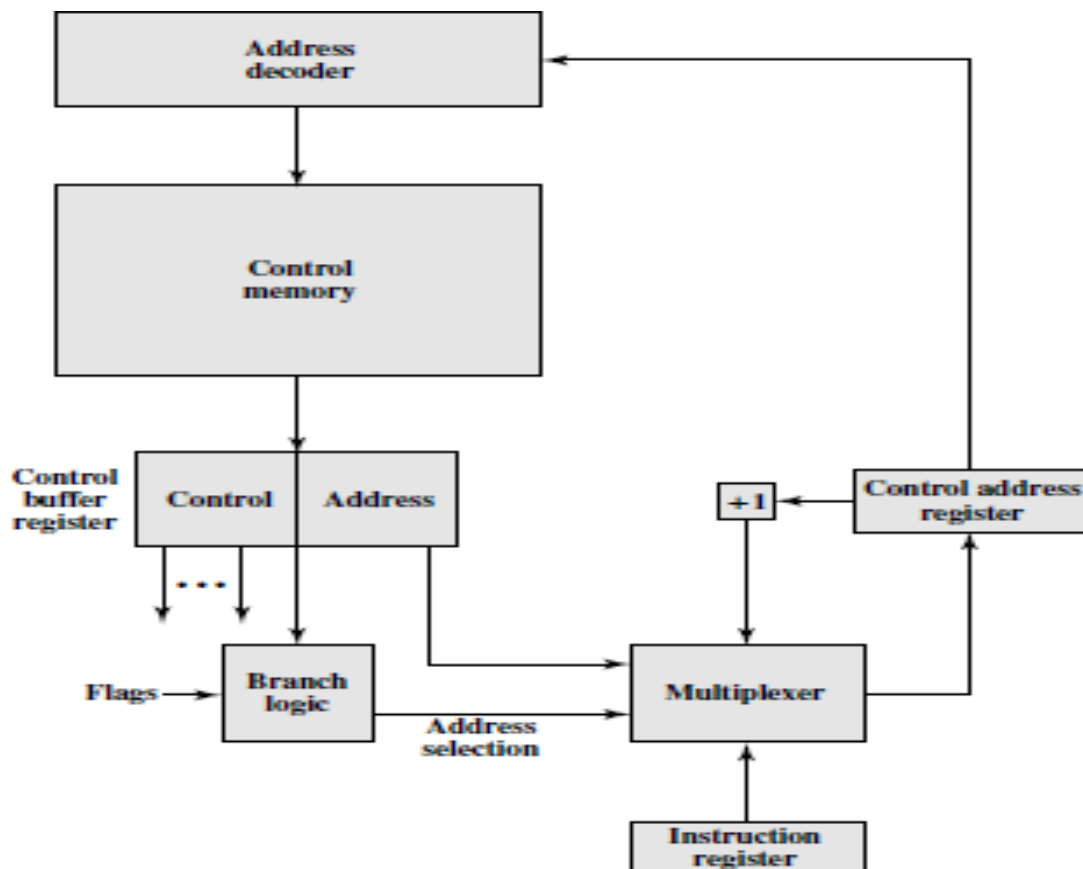 Address
decoder
Control
memory
Control
buffer
register
Control
Address
+1
Control address
register
• • •
Flags
Branch
logic
Address
selection
Multiplexer
Instruction
register